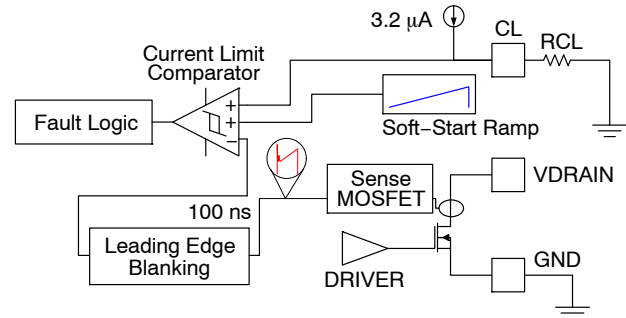 3.2 μA
CL
RCL
Current Limit
Comparator
+
+
−
Fault Logic
Soft−Start Ramp
Sense
MOSFET
VDRAIN
100 ns
Leading Edge
Blanking
DRIVER
GND